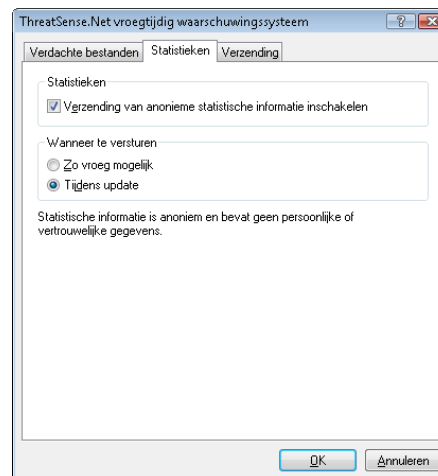 ThreatSense.Net vroegtijdig waarschuwingssysteem
Verdachte bestanden Statistieken Verzending
Statistieken
Verzending van anonieme statistische informatie inschakelen
Wanneer te versturen
Zo vroeg mogelijk
Tijdens update
Statistische informatie is anoniem en bevat geen persoonlijke of
vertrouwelijke gegevens.
OK Annuleren